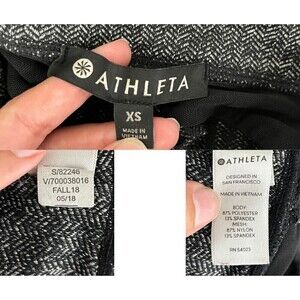 ATHLETA
XS
MADE IN
VIETNAM
S/82246
V/700038016
FALL18
05/18
ATHLETA
DESIGNED IN
SAN FRANCISCO
MADE IN VIETNAM
BODY:
87% POLYESTER
13% SPANDEX
MESH:
87% NYLON
13% SPANDEX
RN 54023